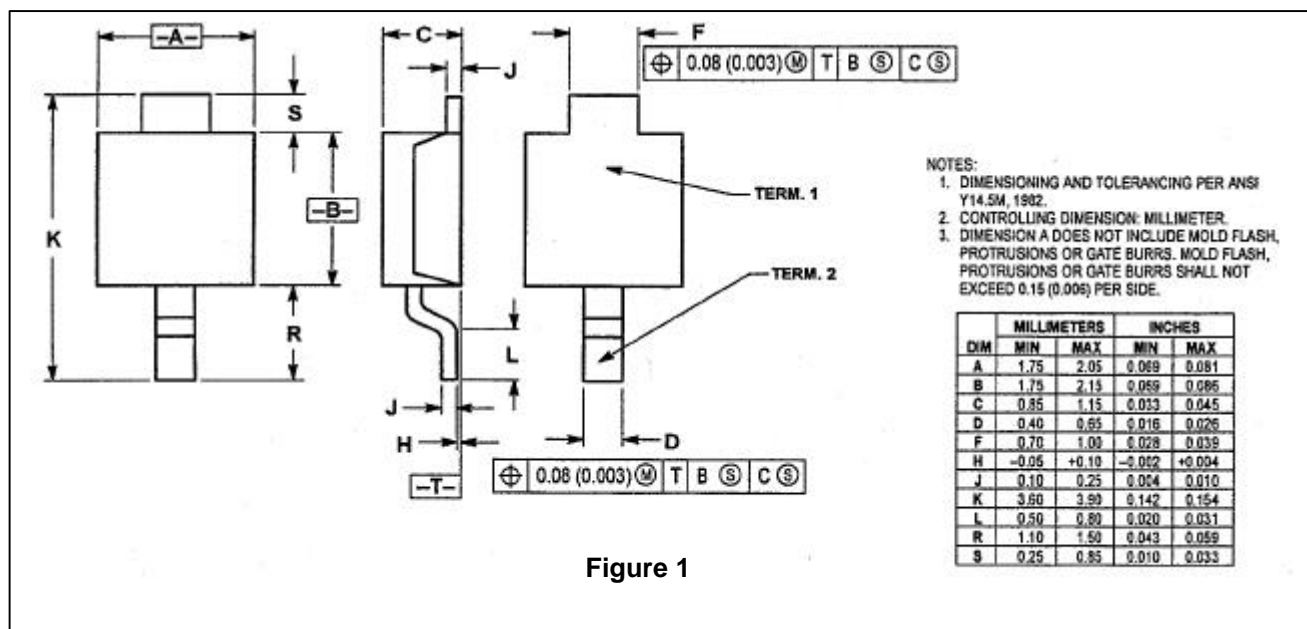 -A-
C
F
⌖ 0.08 (0.003) Ⓜ T B Ⓢ C Ⓢ
J
S
K
-B-
TERM. 1
TERM. 2
R
L
J
H
D
-T-
⌖ 0.08 (0.003) Ⓜ T B Ⓢ C Ⓢ
NOTES:
1. DIMENSIONING AND TOLERANCING PER ANSI
Y14.5M, 1982.
2. CONTROLLING DIMENSION: MILLIMETER.
3. DIMENSION A DOES NOT INCLUDE MOLD FLASH,
PROTRUSIONS OR GATE BURRS. MOLD FLASH,
PROTRUSIONS OR GATE BURRS SHALL NOT
EXCEED 0.15 (0.006) PER SIDE.
MILLIMETERS INCHES
DIM MIN MAX MIN MAX
A 1.75 2.05 0.069 0.081
B 1.75 2.15 0.069 0.086
C 0.85 1.15 0.033 0.045
D 0.40 0.65 0.016 0.026
F 0.70 1.00 0.028 0.039
H -0.05 +0.10 -0.002 +0.004
J 0.10 0.25 0.004 0.010
K 3.60 3.90 0.142 0.154
L 0.50 0.80 0.020 0.031
R 1.10 1.50 0.043 0.059
S 0.25 0.85 0.010 0.033
Figure 1